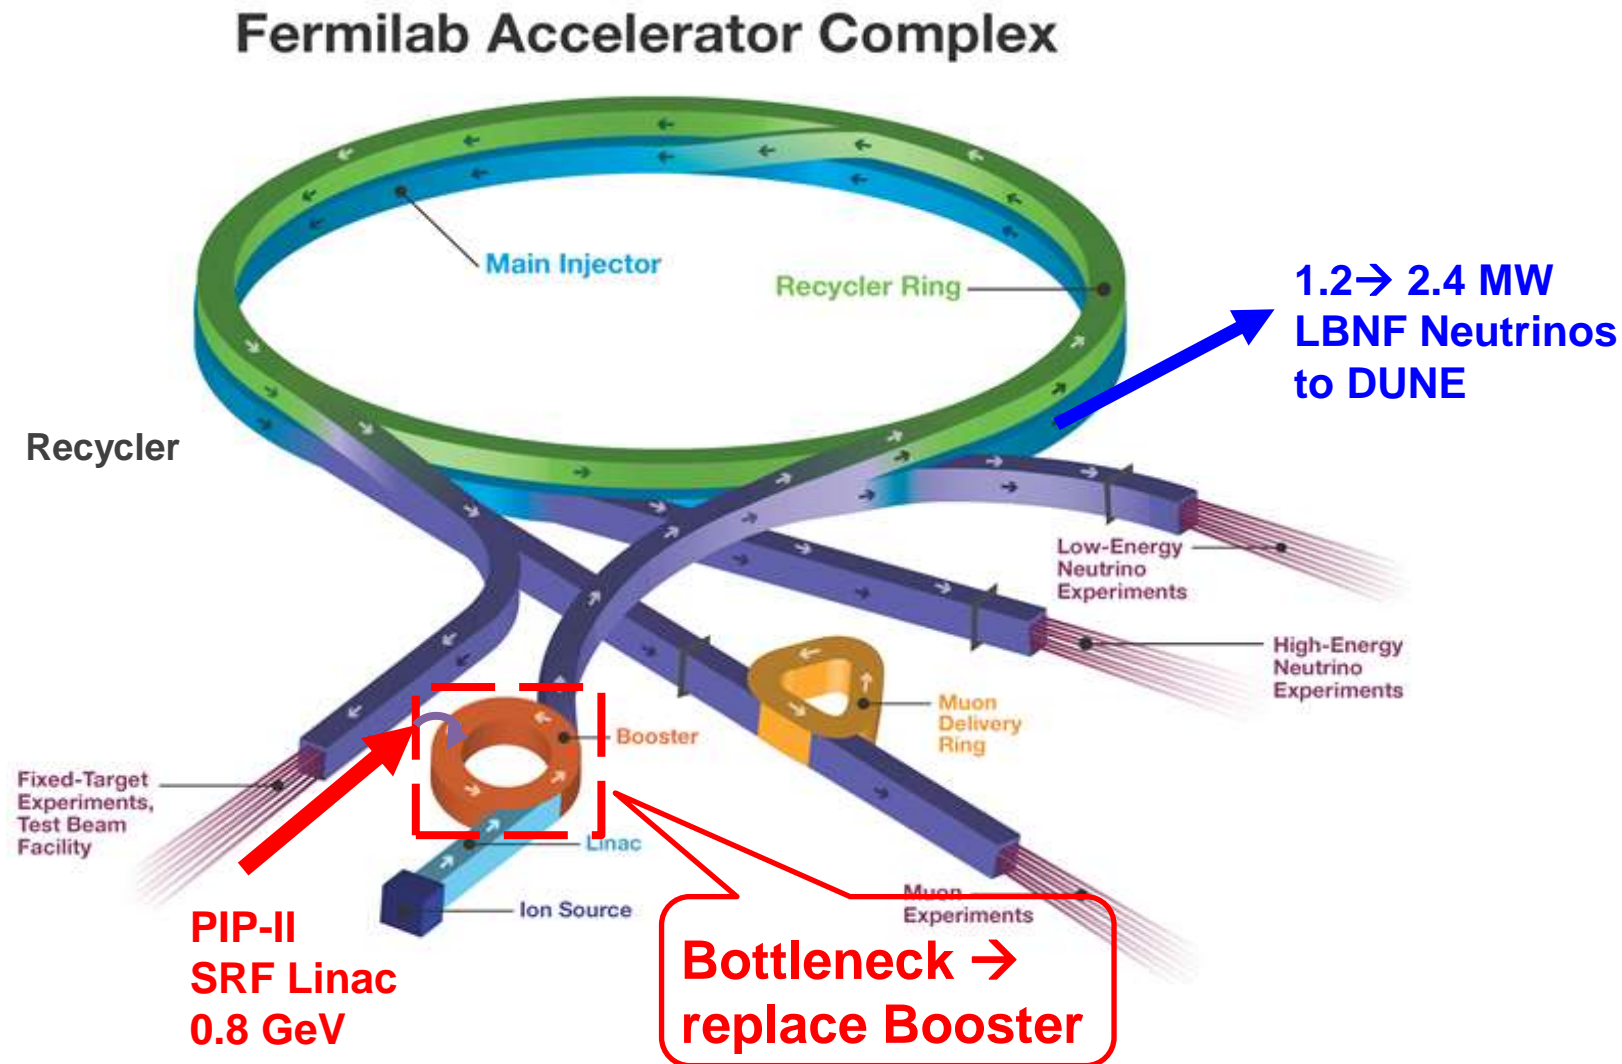 Fermilab Accelerator Complex
Main Injector
Recycler Ring
1.2→ 2.4 MW
LBNF Neutrinos
to DUNE
Recycler
Low-Energy
Neutrino
Experiments
High-Energy
Neutrino
Experiments
Muon
Delivery
Ring
Booster
Fixed-Target
Experiments,
Test Beam
Facility
Linac
Ion Source
Muon
Experiments
PIP-II
SRF Linac
0.8 GeV
Bottleneck →
replace Booster